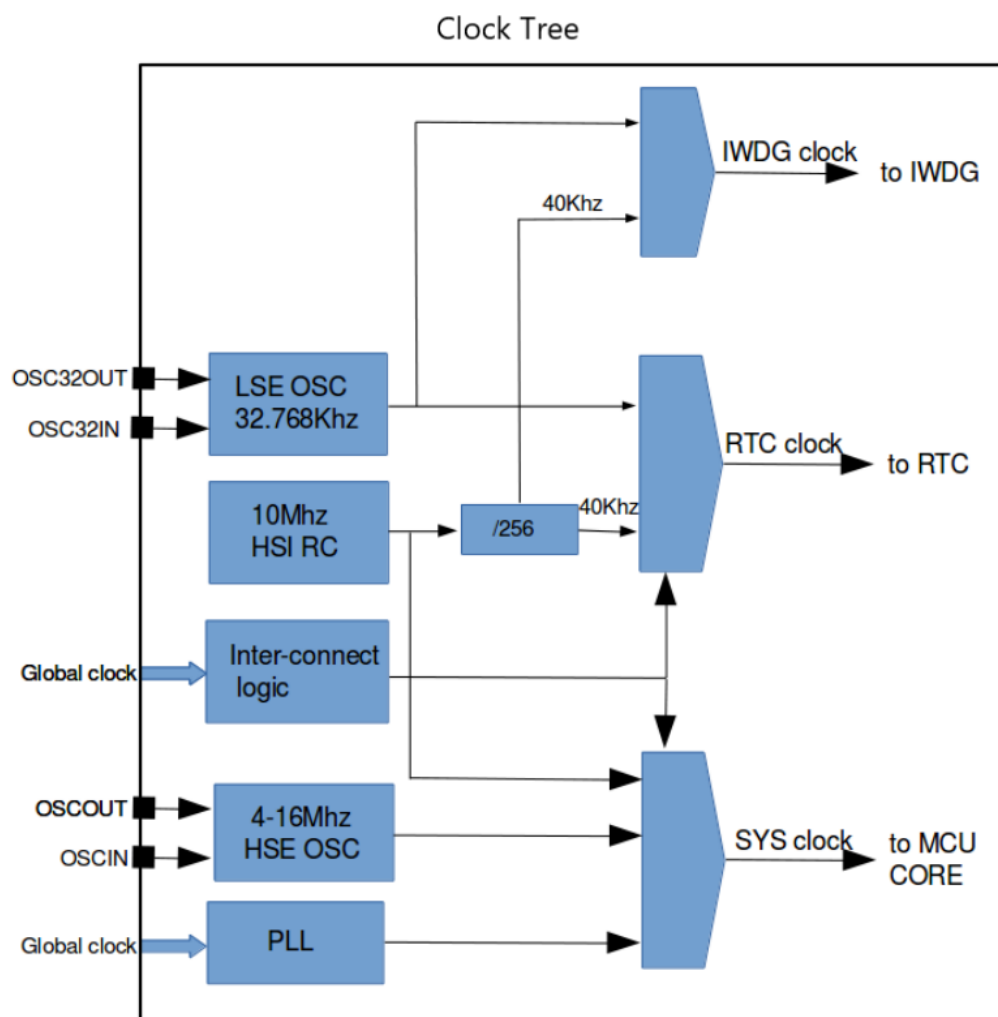 Clock Tree
IWDG clock
to IWDG
40Khz
OSC32OUT
OSC32IN
LSE OSC
32.768Khz
RTC clock
to RTC
10Mhz
HSI RC
/256
40Khz
Global clock
Inter-connect
logic
OSCOUT
OSCIN
4-16Mhz
HSE OSC
SYS clock
to MCU
CORE
Global clock
PLL